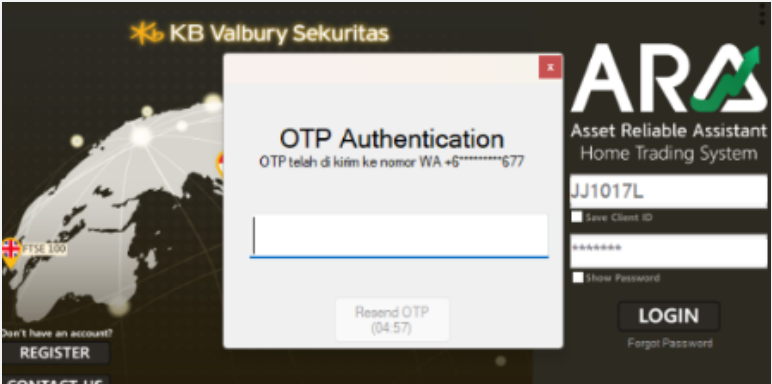 KB Valbury Sekuritas
x
OTP Authentication
OTP telah di kirim ke nomor WA +6*********677
Resend OTP
(04:57)
ARA
Asset Reliable Assistant
Home Trading System
JJ1017L
Save Client ID
*******
Show Password
LOGIN
Forgot Password
FTSE 100
Don't have an account?
REGISTER
CONTACT US